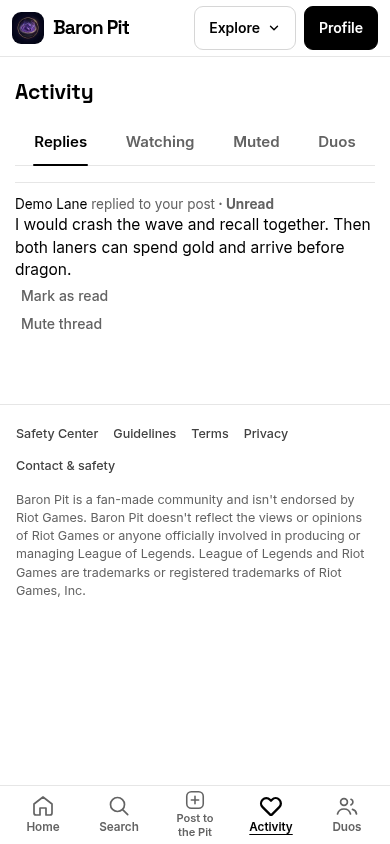 Baron Pit
Explore
Profile
Activity
Replies
Watching
Muted
Duos
Demo Lane replied to your post · Unread
I would crash the wave and recall together. Then
both laners can spend gold and arrive before
dragon.
Mark as read
Mute thread
Safety Center
Guidelines
Terms
Privacy
Contact & safety
Baron Pit is a fan-made community and isn't endorsed by
Riot Games. Baron Pit doesn't reflect the views or opinions
of Riot Games or anyone officially involved in producing or
managing League of Legends. League of Legends and Riot
Games are trademarks or registered trademarks of Riot
Games, Inc.
Home
Search
Post to
the Pit
Activity
Duos